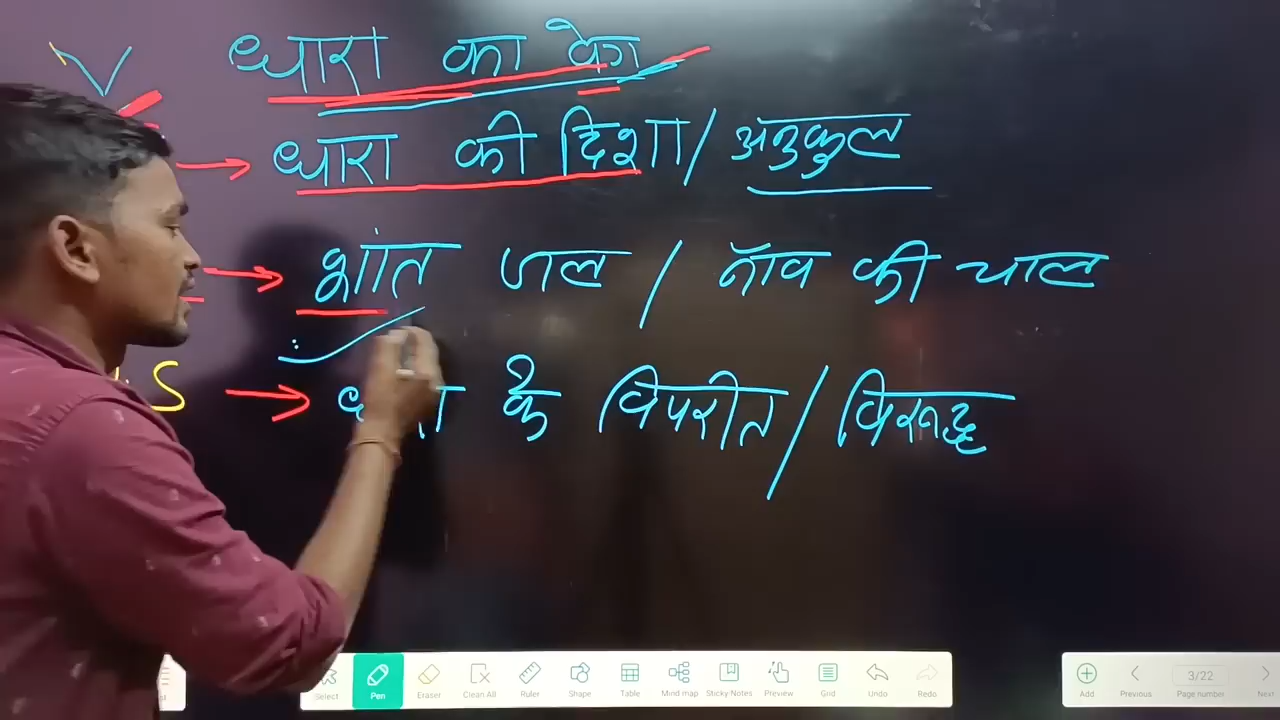 V धारा का वेग
→ धारा की दिशा / अनुकुल
→ शांत जल / नॉव की चाल
S → के विपरीत / विरूद्ध
Select Pen Eraser Clean All Ruler Shape Table Mind map Sticky Notes Preview Grid Undo Redo Add Previous 3/22 Page number Next